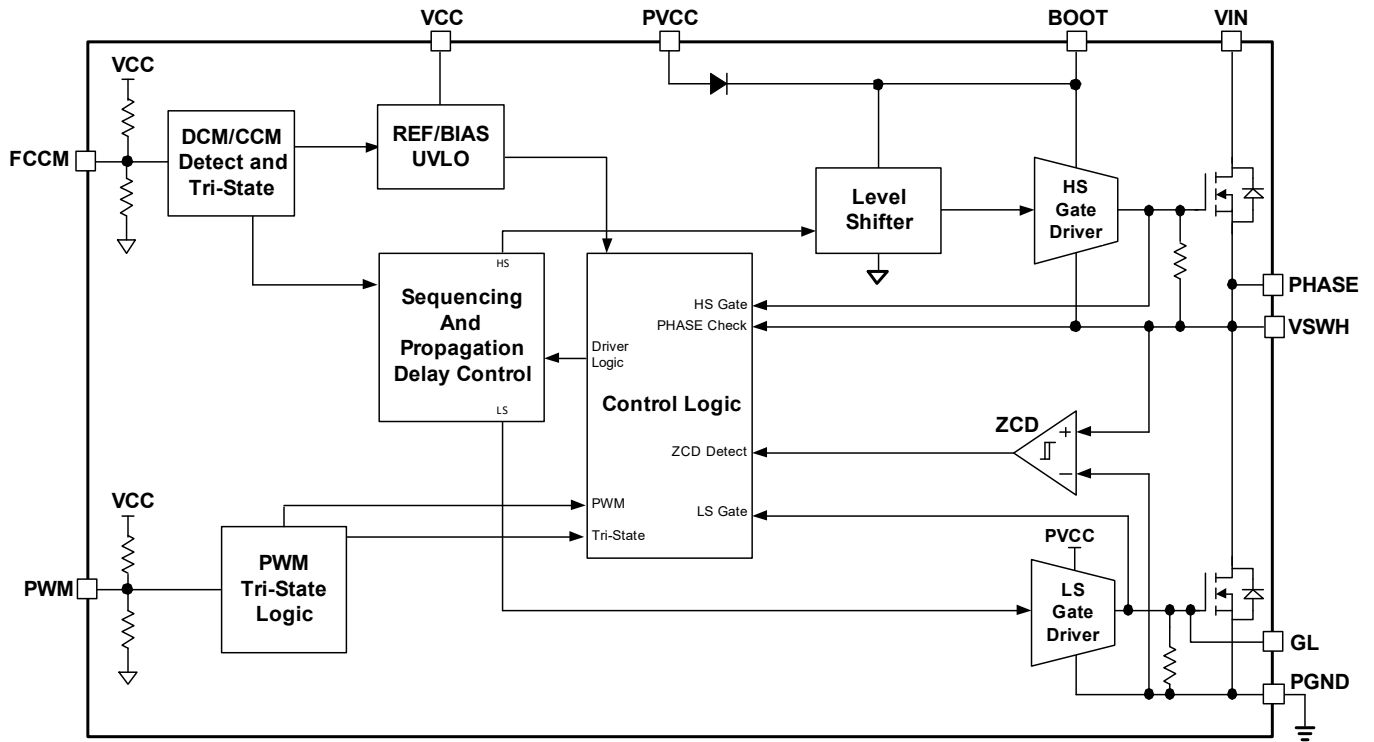 VCC
PVCC
BOOT
VIN
VCC
FCCM
DCM/CCM
Detect and
Tri-State
REF/BIAS
UVLO
Level
Shifter
HS
Gate
Driver
HS
Sequencing
And
Propagation
Delay Control
LS
HS Gate
PHASE Check
Driver
Logic
Control Logic
ZCD Detect
LS Gate
PWM
Tri-State
PHASE
VSWH
ZCD
+
−
VCC
PWM
PWM
Tri-State
Logic
PVCC
LS
Gate
Driver
GL
PGND